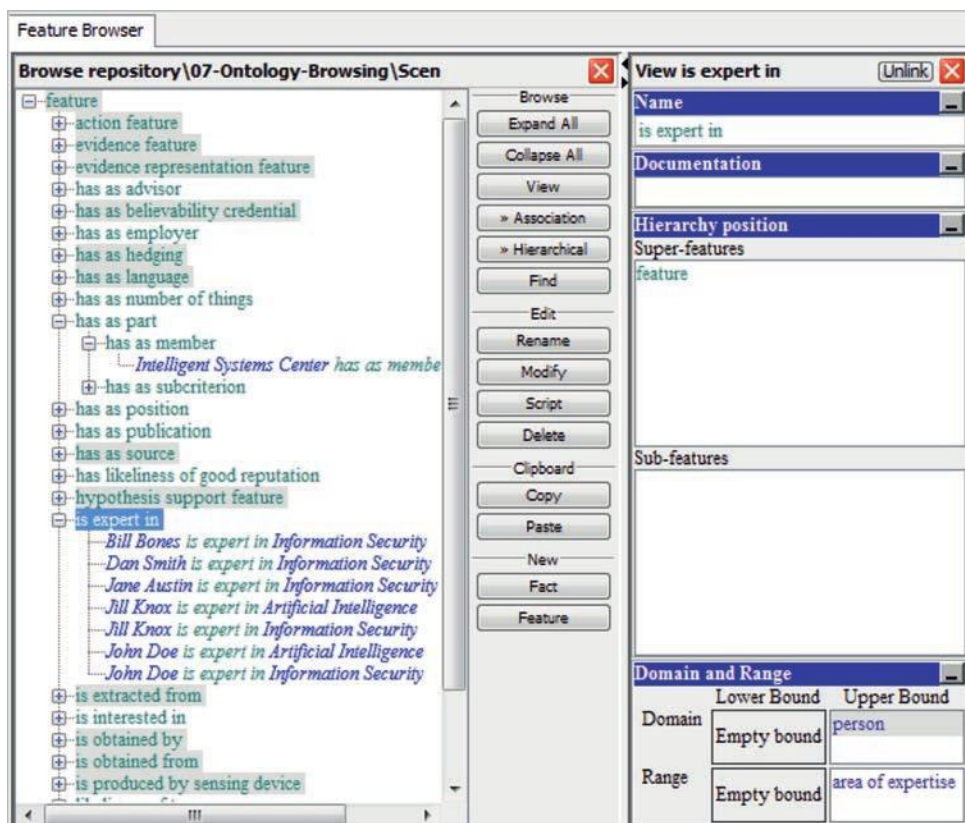 Feature Browser
Browse repository\07-Ontology-Browsing\Scen
feature
action feature
evidence feature
evidence representation feature
has as advisor
has as believability credential
has as employer
has as hedging
has as language
has as number of things
has as part
has as member
Intelligent Systems Center has as membe
has as subcriterion
has as position
has as publication
has as source
has likeliness of good reputation
hypothesis support feature
is expert in
Bill Bones is expert in Information Security
Dan Smith is expert in Information Security
Jane Austin is expert in Information Security
Jill Knox is expert in Artificial Intelligence
Jill Knox is expert in Information Security
John Doe is expert in Artificial Intelligence
John Doe is expert in Information Security
is extracted from
is interested in
is obtained by
is obtained from
is produced by sensing device
Browse
Expand All
Collapse All
View
» Association
» Hierarchical
Find
Edit
Rename
Modify
Script
Delete
Clipboard
Copy
Paste
New
Fact
Feature
View is expert in
Unlink
Name
is expert in
Documentation
Hierarchy position
Super-features
feature
Sub-features
Domain and Range
Lower Bound Upper Bound
Domain Empty bound person
Range Empty bound area of expertise